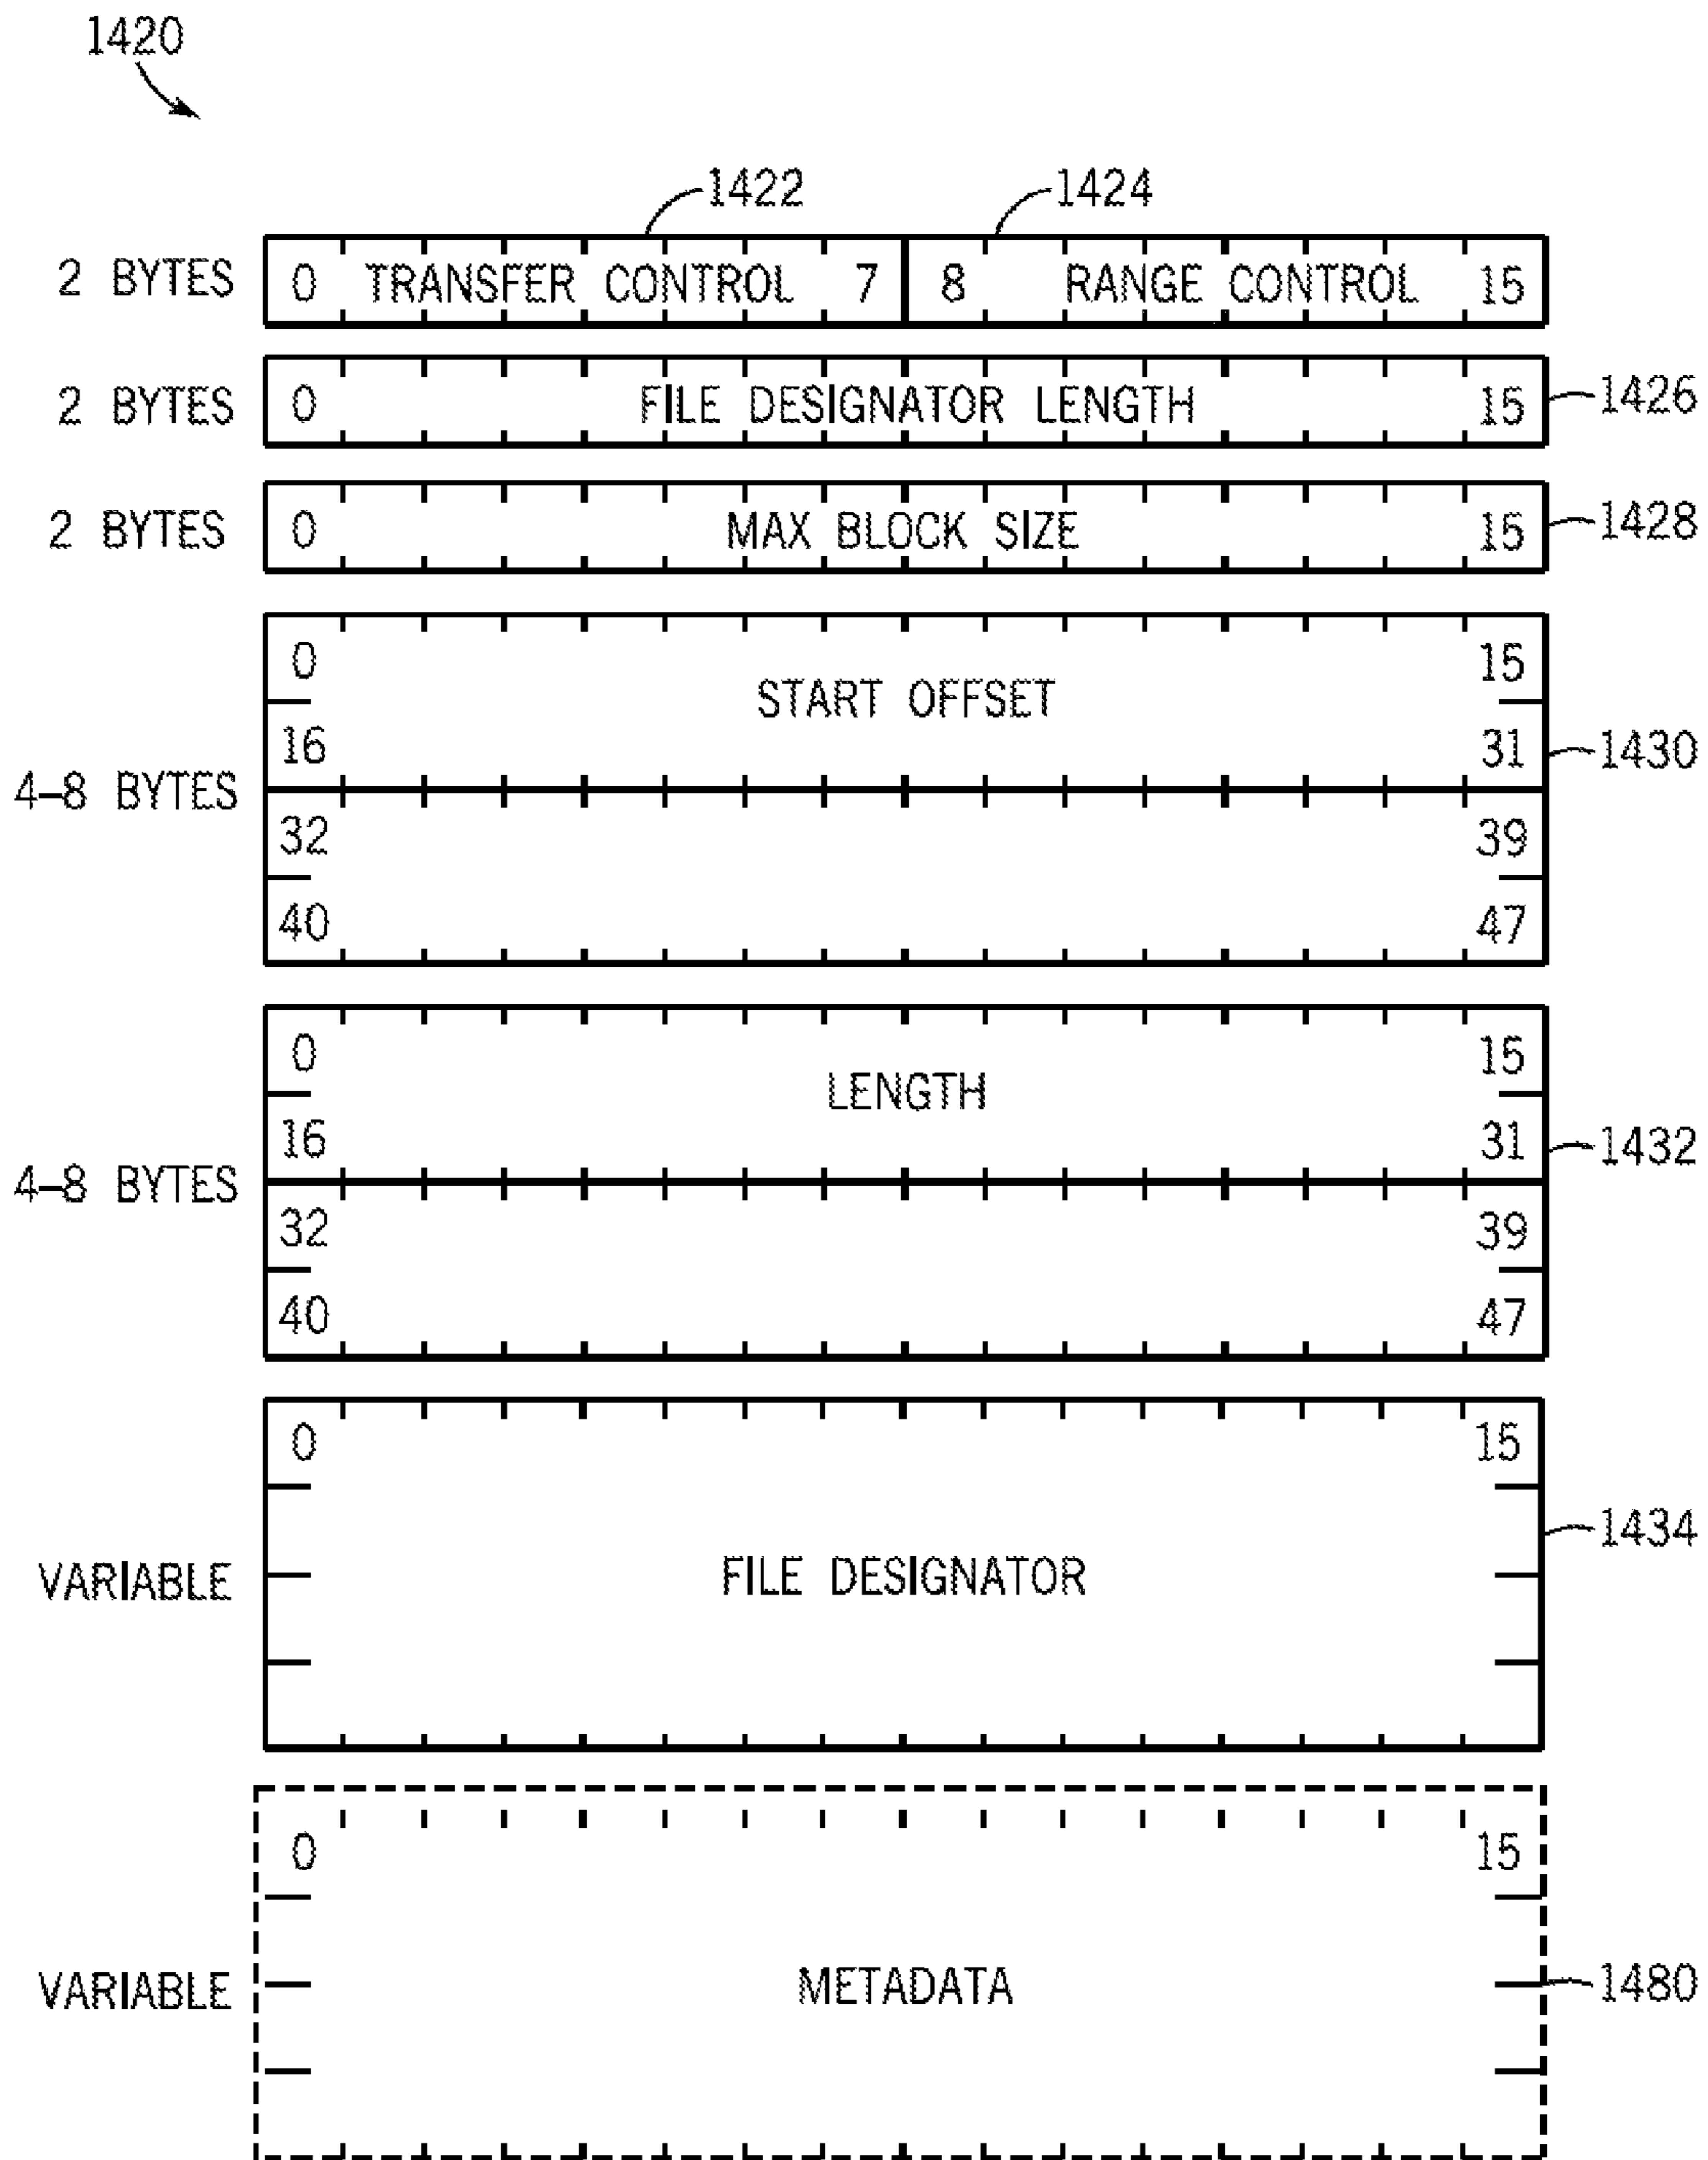 1420
1422 1424
2 BYTES 0 TRANSFER CONTROL 7 8 RANGE CONTROL 15
2 BYTES 0 FILE DESIGNATOR LENGTH 15 1426
2 BYTES 0 MAX BLOCK SIZE 15 1428
0 15
START OFFSET
16 31 1430
4–8 BYTES
32 39
40 47
0 15
LENGTH
16 31 1432
4–8 BYTES
32 39
40 47
0 15
1434
VARIABLE FILE DESIGNATOR
0 15
VARIABLE METADATA 1480